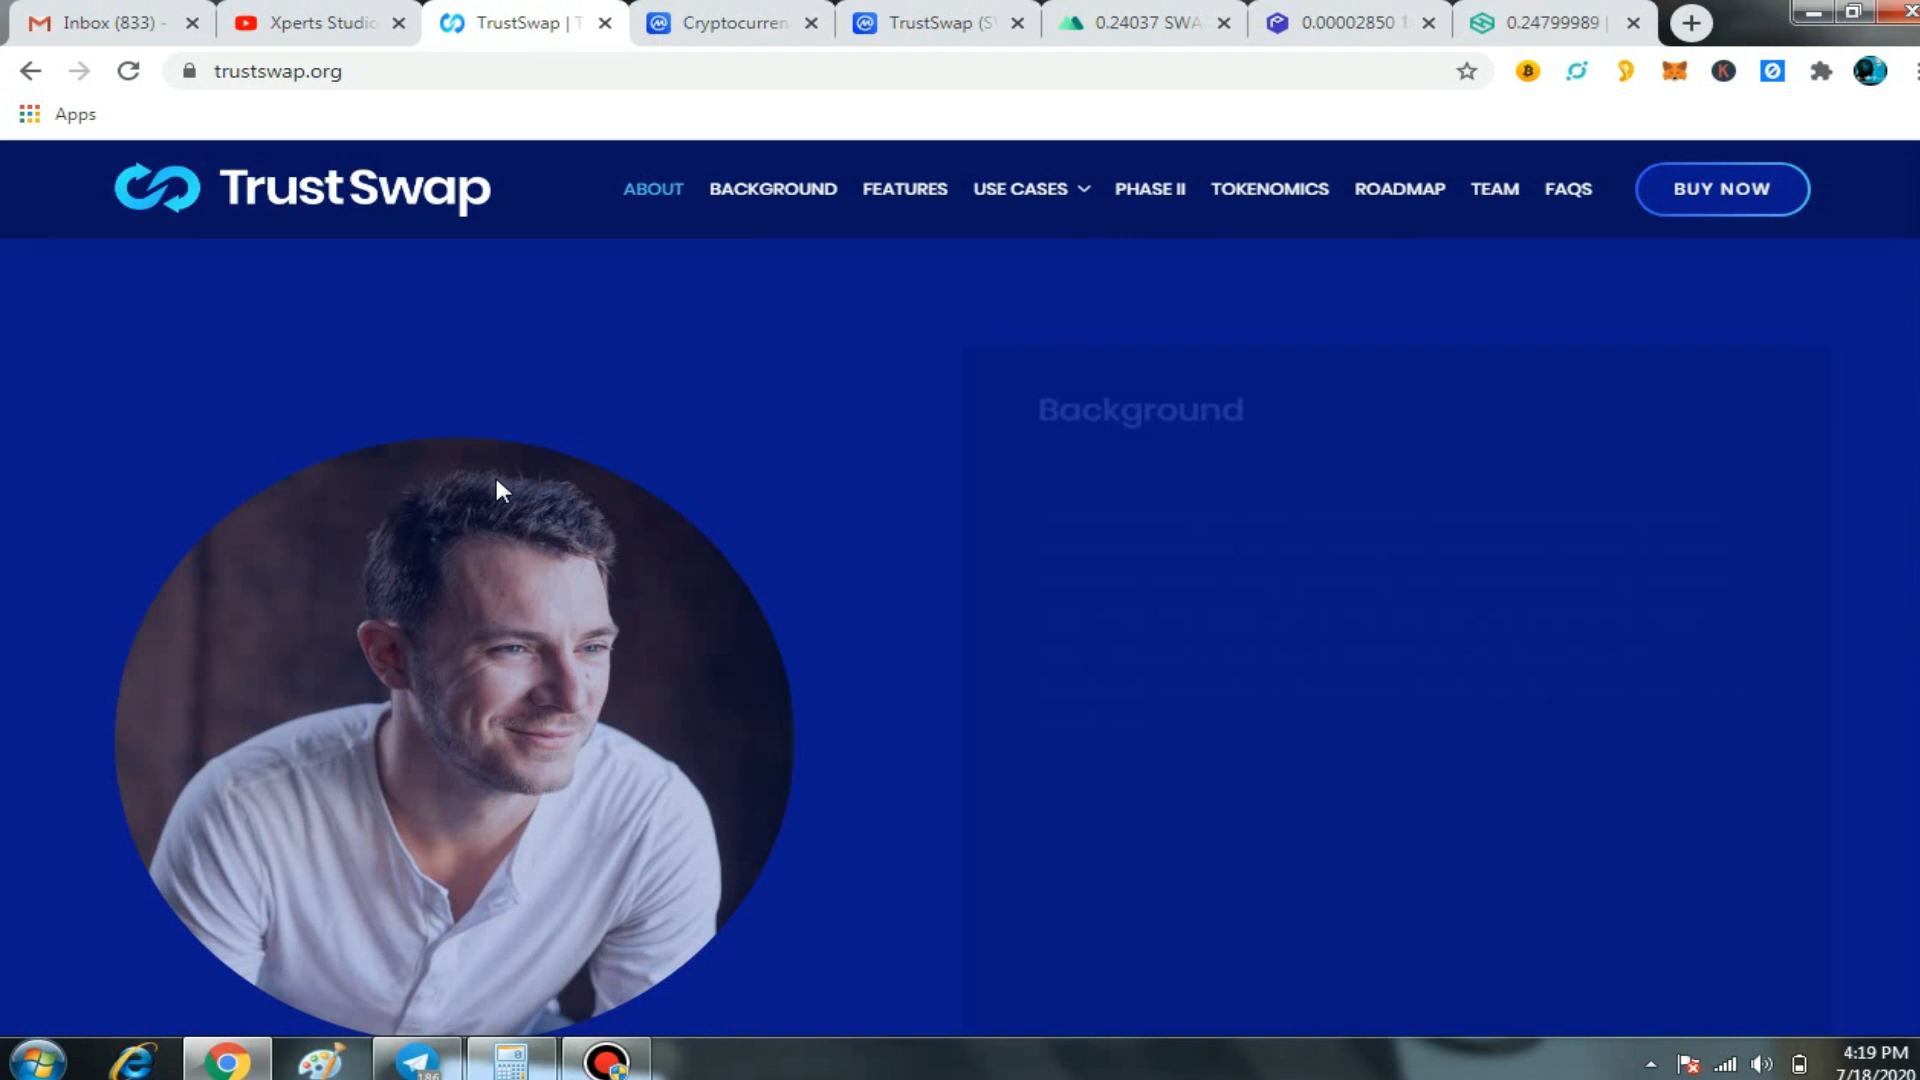 Inbox (833) -
Xperts Studio
TrustSwap | T
Cryptocurren
TrustSwap (S
0.24037 SWA
0.00002850
0.24799989 |
trustswap.org
Apps
TrustSwap
ABOUT BACKGROUND FEATURES USE CASES PHASE II TOKENOMICS ROADMAP TEAM FAQS BUY NOW
Background
186
4:19 PM
7/18/2020